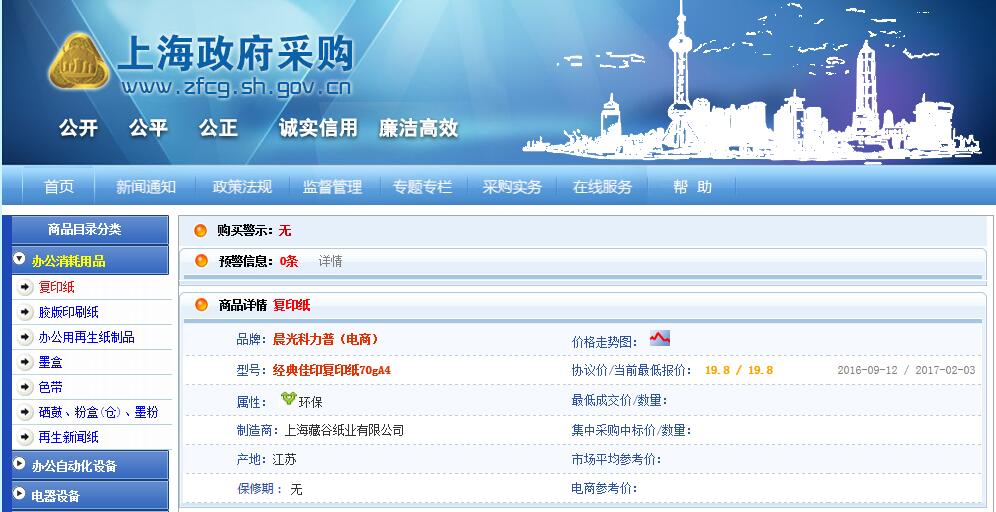 上海政府采购
www.zfcg.sh.gov.cn
公开 公平 公正 诚实信用 廉洁高效
首页 新闻通知 政策法规 监督管理 专题专栏 采购实务 在线服务 帮 助
商品目录分类
办公消耗用品
复印纸
胶版印刷纸
办公用再生纸制品
墨盒
色带
硒鼓、粉盒(仓)、墨粉
再生新闻纸
办公自动化设备
电器设备
购买警示：无
预警信息：0条 详情
商品详情 复印纸
品牌：晨光科力普（电商） 价格走势图：
型号：经典佳印复印纸70gA4 协议价/当前最低报价： 19.8 / 19.8 2016-09-12 / 2017-02-03
属性： 环保 最低成交价/数量：
制造商：上海藏谷纸业有限公司 集中采购中标价/数量：
产地：江苏 市场平均参考价：
保修期： 无 电商参考价：